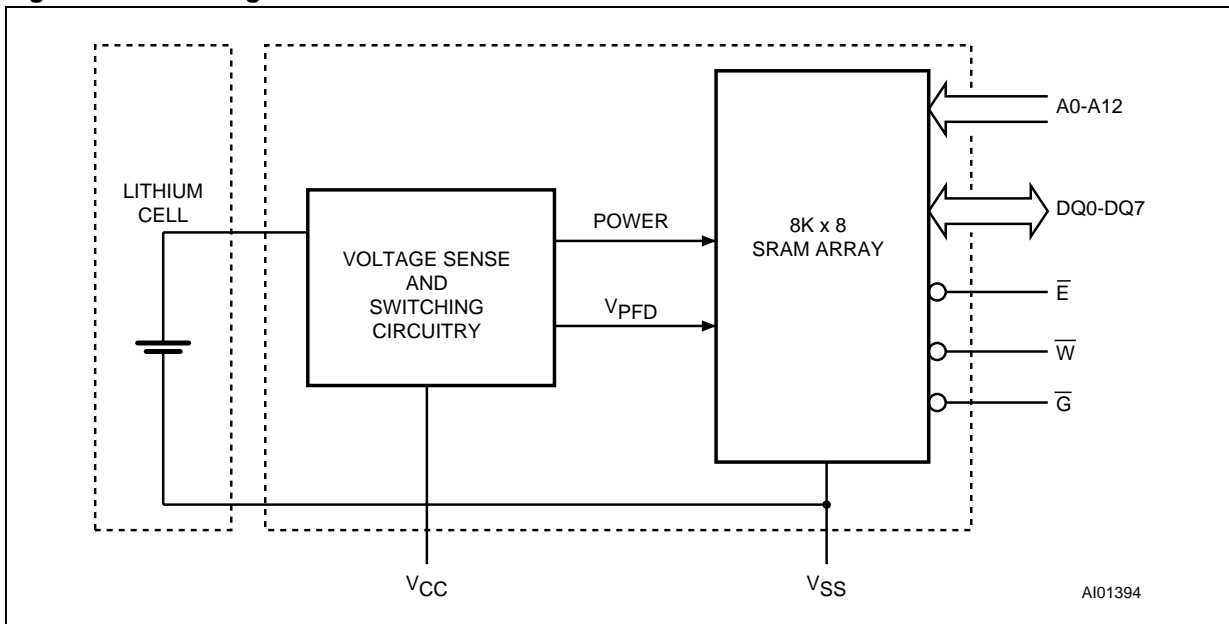 LITHIUM
CELL
VOLTAGE SENSE
AND
SWITCHING
CIRCUITRY
POWER
VPFD
8K x 8
SRAM ARRAY
A0-A12
DQ0-DQ7
E̅
W̅
G̅
VCC
VSS
AI01394